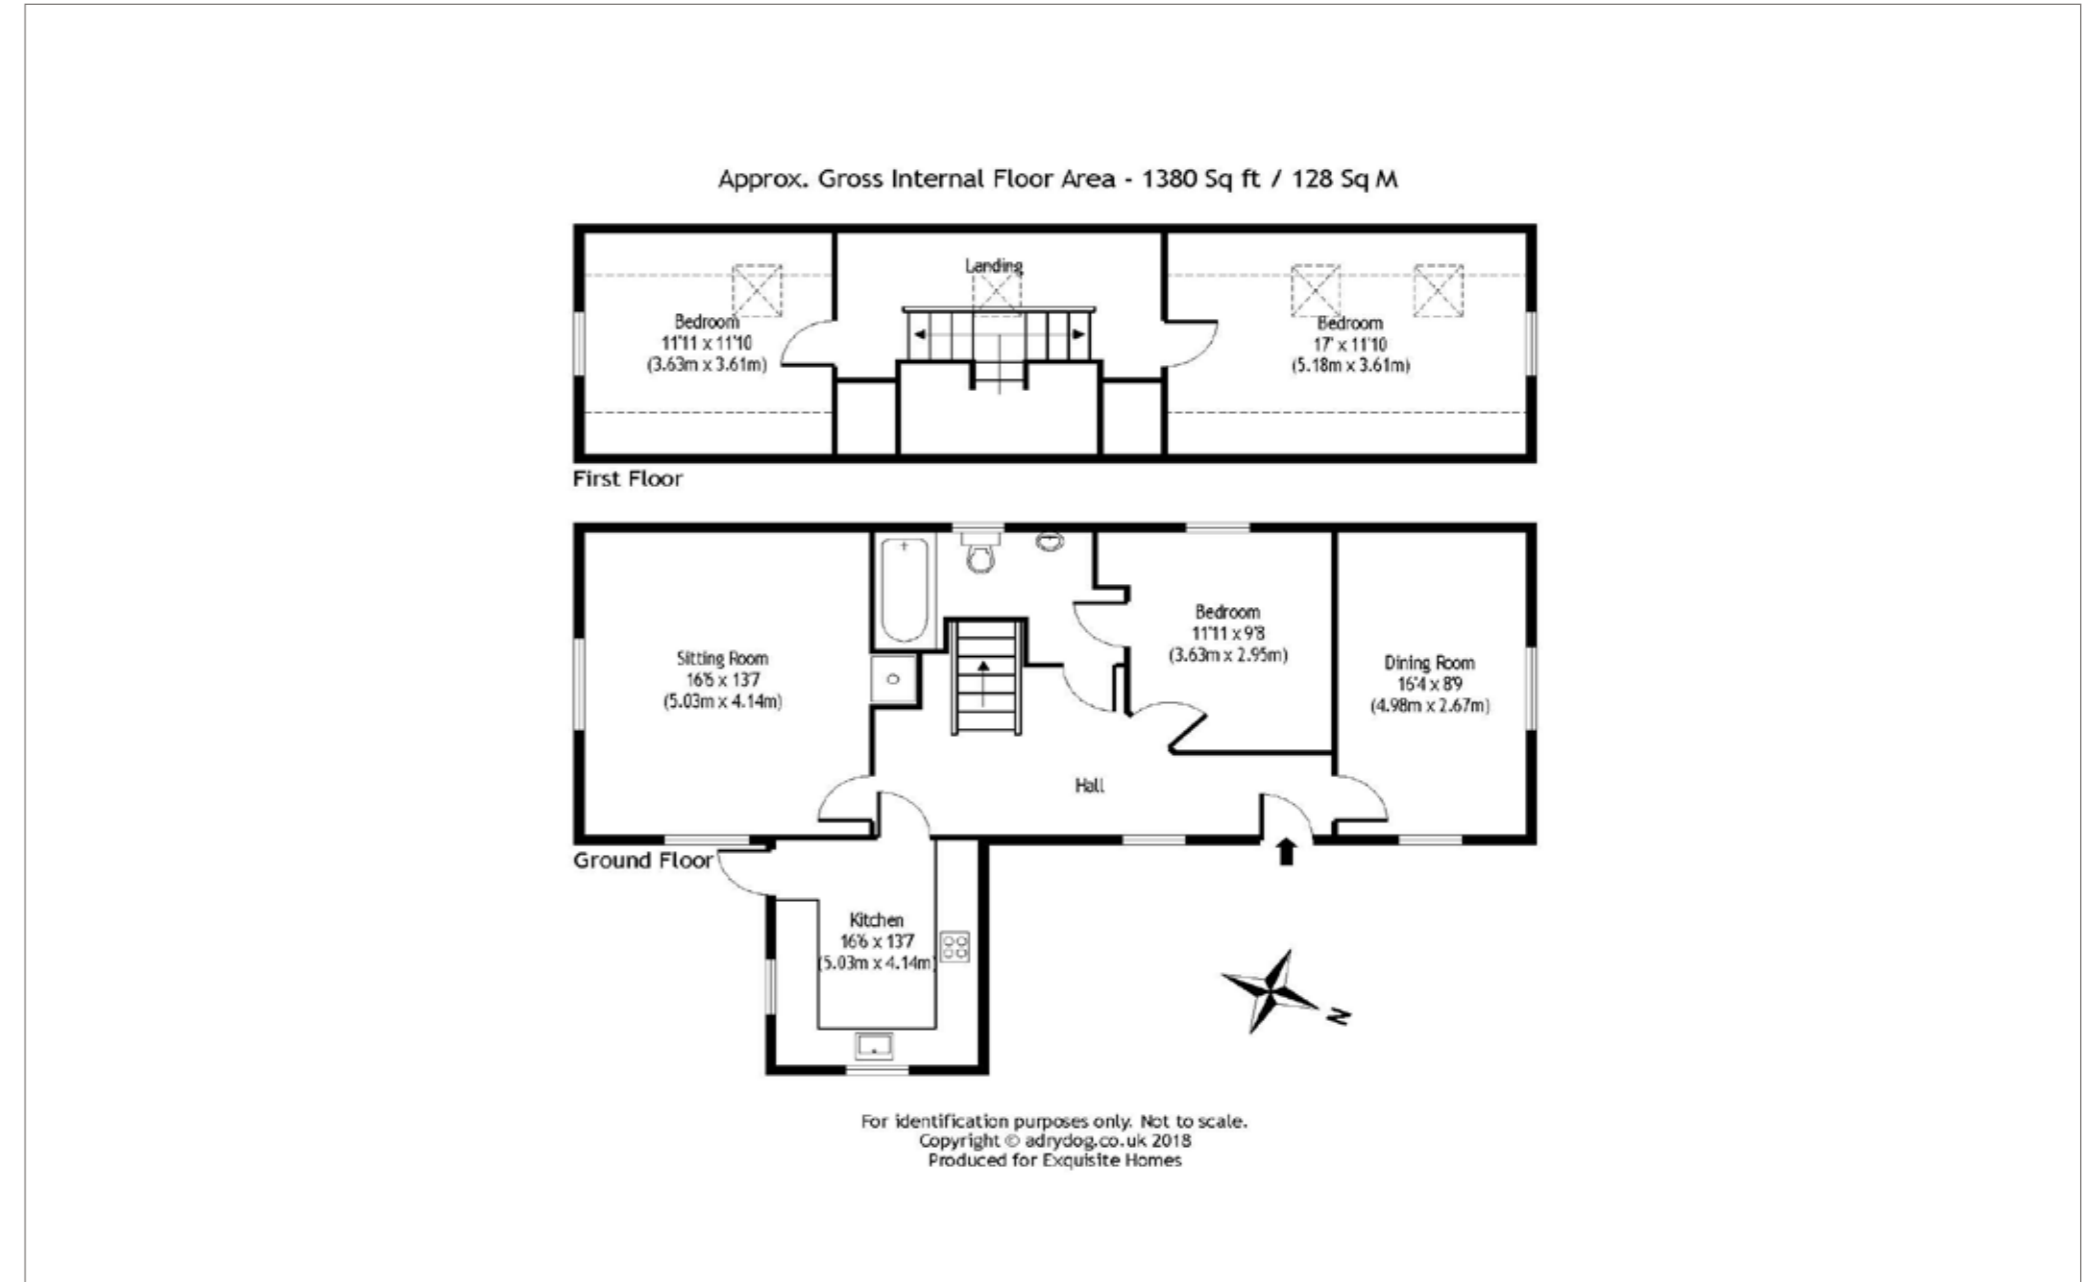 Approx. Gross Internal Floor Area - 1380 Sq ft / 128 Sq M
Landing
Bedroom
11'11 x 11'10
(3.63m x 3.61m)
Bedroom
17' x 11'10
(5.18m x 3.61m)
First Floor
Sitting Room
16'6 x 13'7
(5.03m x 4.14m)
Bedroom
11'11 x 9'8
(3.63m x 2.95m)
Dining Room
16'4 x 8'9
(4.98m x 2.67m)
Hall
Ground Floor
Kitchen
16'6 x 13'7
(5.03m x 4.14m)
N
For identification purposes only. Not to scale.
Copyright © adrydog.co.uk 2018
Produced for Exquisite Homes